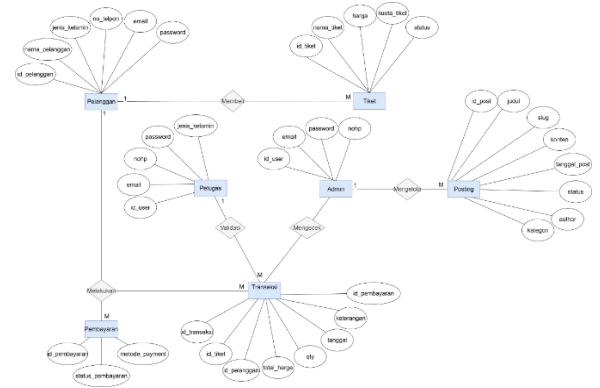 no_telpon
jenis_kelamin
email
nama_pelanggan
password
id_pelanggan
Pelanggan
1
1
Membeli
M
Tiket
harga
kuota_tiket
nama_tiket
status
id_tiket
password
jenis_kelamin
nohp
email
id_user
Petugas
1
Validasi
M
password
email
nohp
id_user
Admin
1
Mengelola
M
Posting
Mengecek
id_post
judul
slug
konten
tanggal_post
status
author
kategori
Melakukan
M
M
Transaksi
id_pembayaran
keterangan
tanggal
qty
total_harga
id_pelanggan
id_tiket
id_transaksi
Pembayaran
id_pembayaran
metode_payment
status_pembayaran